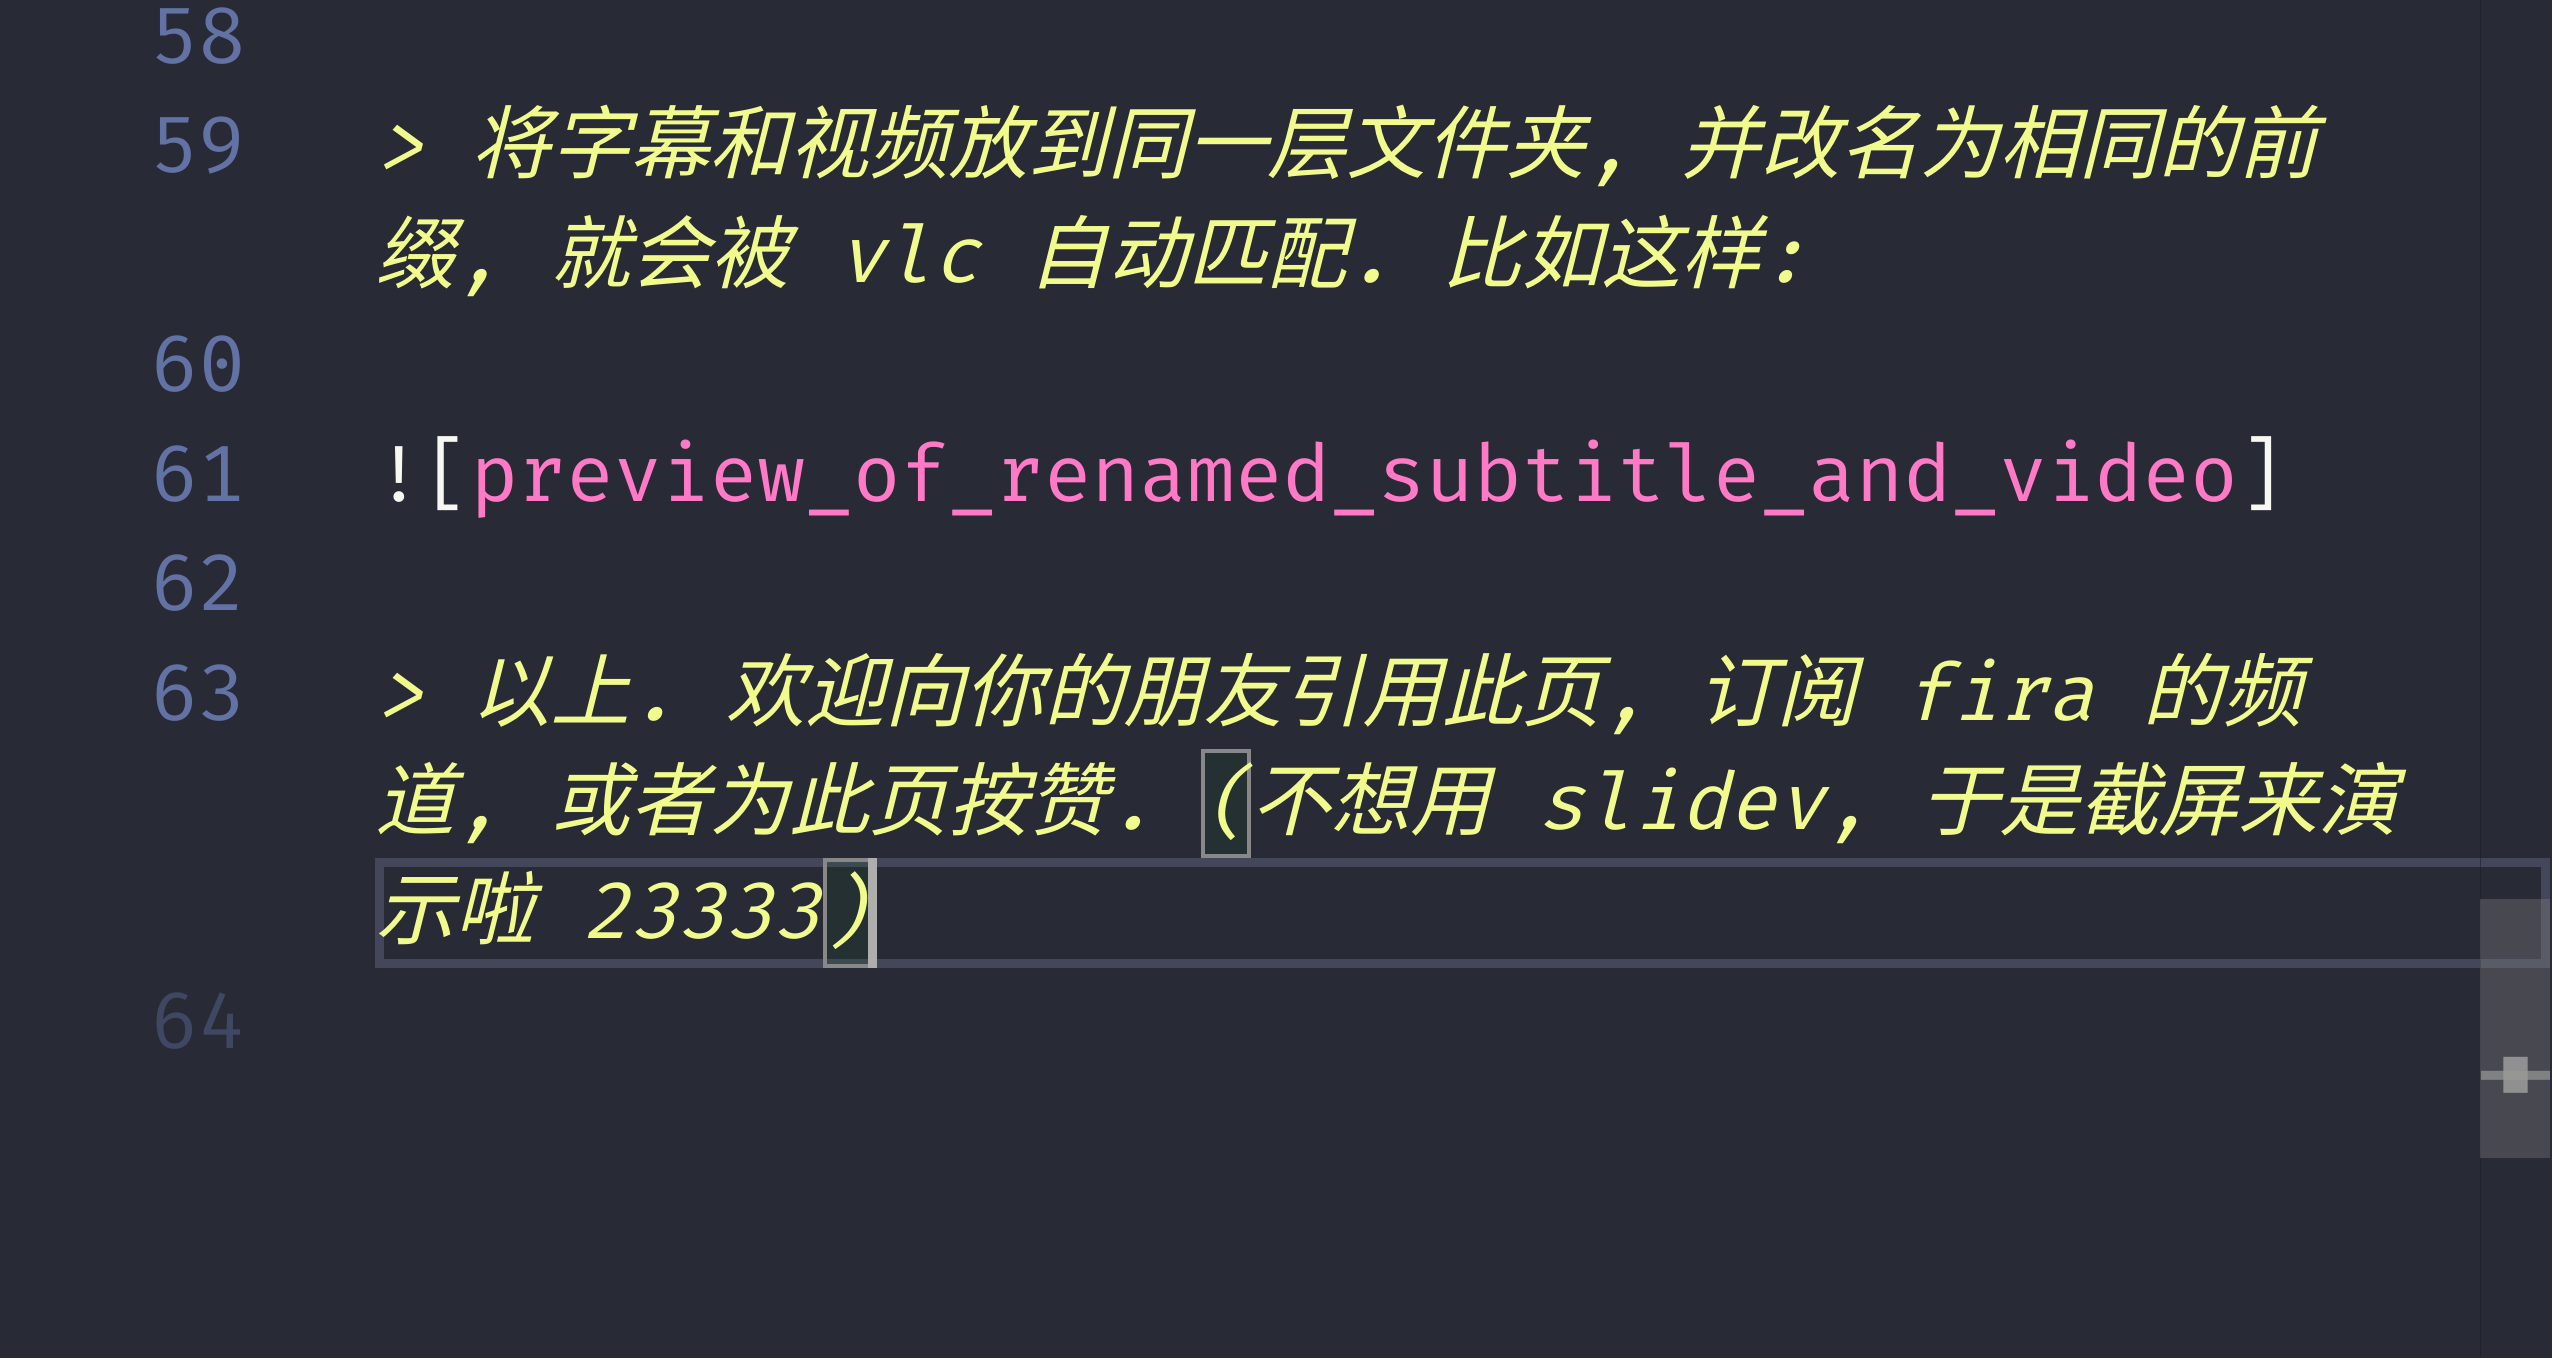 58
59 > 将字幕和视频放到同一层文件夹, 并改名为相同的前
缀, 就会被 vlc 自动匹配. 比如这样:
60
61 ![preview_of_renamed_subtitle_and_video]
62
63 > 以上. 欢迎向你的朋友引用此页, 订阅 fira 的频
道, 或者为此页按赞. (不想用 slidev, 于是截屏来演
示啦 23333)
64